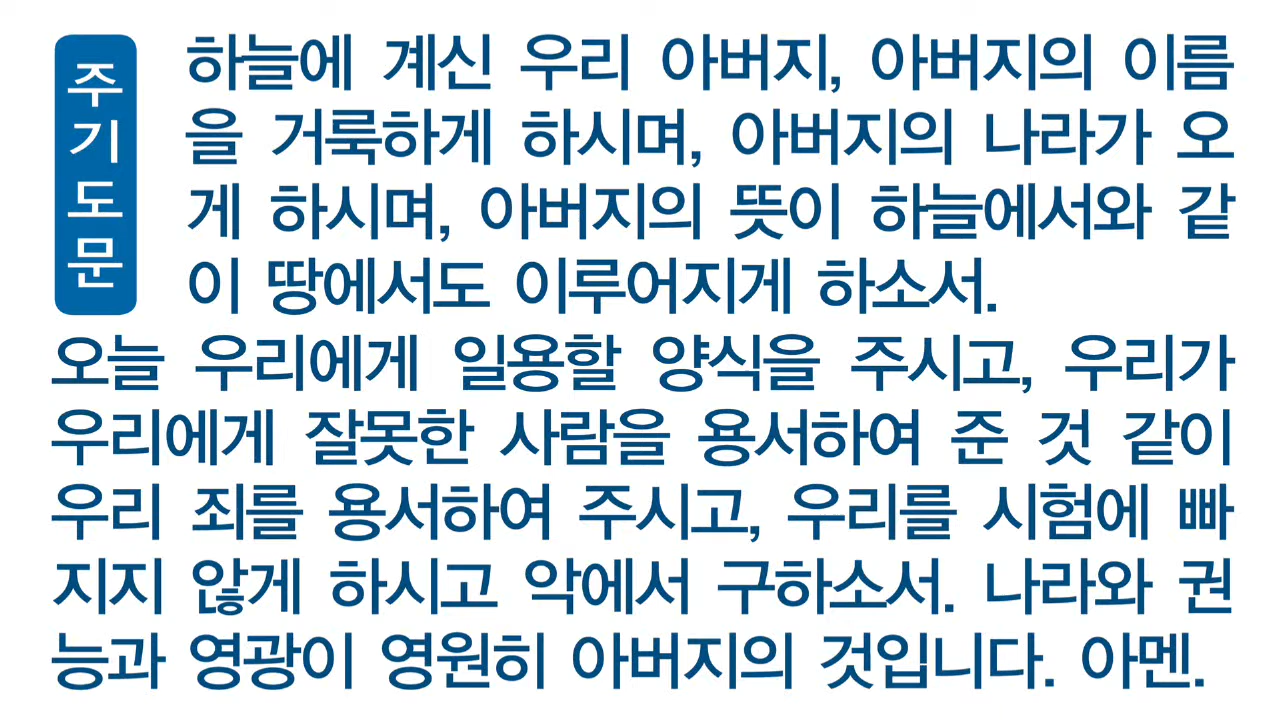 주기도문
하늘에 계신 우리 아버지, 아버지의 이름
을 거룩하게 하시며, 아버지의 나라가 오
게 하시며, 아버지의 뜻이 하늘에서와 같
이 땅에서도 이루어지게 하소서.
오늘 우리에게 일용할 양식을 주시고, 우리가
우리에게 잘못한 사람을 용서하여 준 것 같이
우리 죄를 용서하여 주시고, 우리를 시험에 빠
지지 않게 하시고 악에서 구하소서. 나라와 권
능과 영광이 영원히 아버지의 것입니다. 아멘.